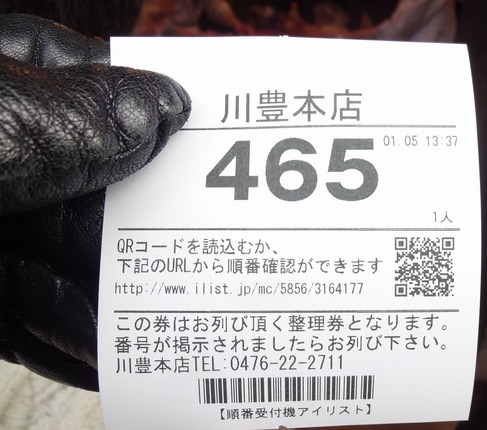 川豊本店
465
01.05 13:37
1人
QRコードを読込むか、
下記のURLから順番確認ができます
http://www.ilist.jp/mc/5856/3164177
この券はお列び頂く整理券となります。
番号が掲示されましたらお列び下さい。
川豊本店TEL:0476-22-2711
【順番受付機アイリスト】